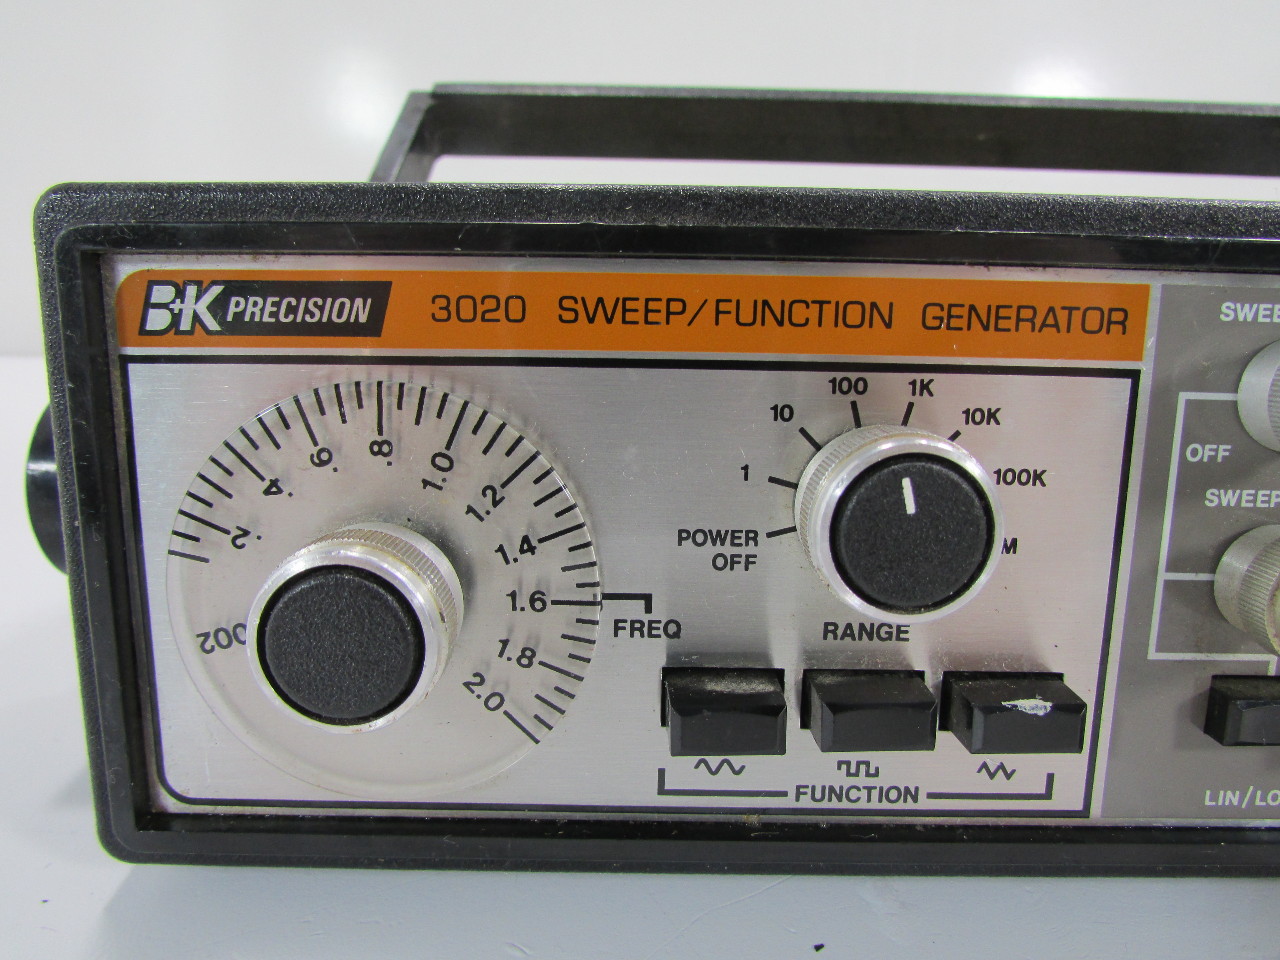 B+K PRECISION 3020 SWEEP/FUNCTION GENERATOR
SWEE
.002
.2
.4
.6
.8
1.0
1.2
1.4
1.6
1.8
2.0
FREQ
POWER
OFF
1
10
100
1K
10K
100K
M
RANGE
FUNCTION
OFF
SWEEP
LIN/LO